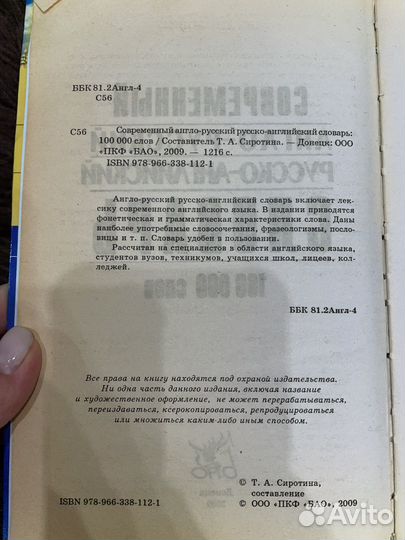 ББК 81.2Англ-4
С56
С56
Современный англо-русский русско-английский словарь:
100 000 слов / Составитель Т. А. Сиротина. — Донецк: ООО
«ПКФ «БАО», 2009. — 1216 с.
ISBN 978-966-338-112-1
Англо-русский русско-английский словарь включает лек-
сику современного английского языка. В издании приводятся
фонетическая и грамматическая характеристики слова. Даны
наиболее употребимые словосочетания, фразеологизмы, посло-
вицы и т. п. Словарь удобен в пользовании.
Рассчитан на специалистов в области английского языка,
студентов вузов, техникумов, учащихся школ, лицеев, кол-
леджей.
ББК 81.2Англ-4
Все права на книгу находятся под охраной издательства.
Ни одна часть данного издания, включая название
и художественное оформление, не может перерабатываться,
переиздаваться, ксерокопироваться, репродуцироваться
или множиться каким-либо иным способом.
© Т. А. Сиротина,
составление
ISBN 978-966-338-112-1
© ООО «ПКФ «БАО», 2009
Avito